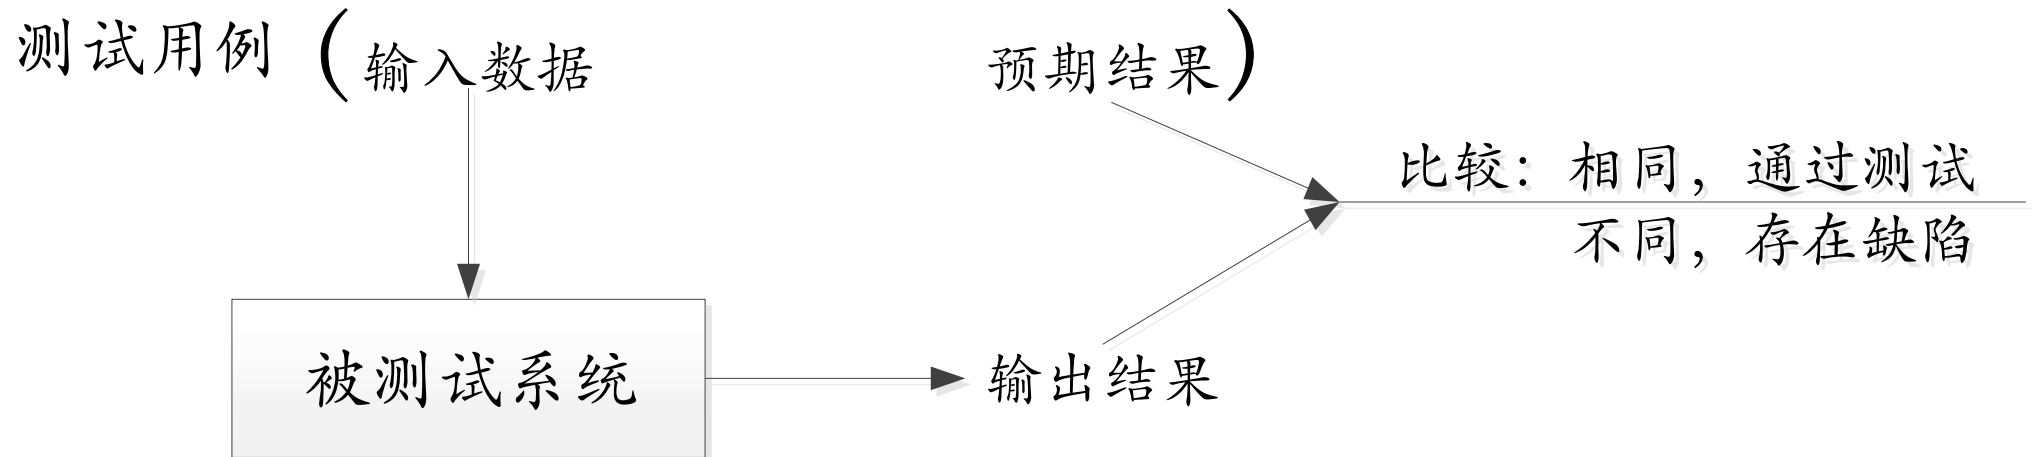 测试用例（输入数据 预期结果）
比较：相同，通过测试
不同，存在缺陷
被测试系统
输出结果